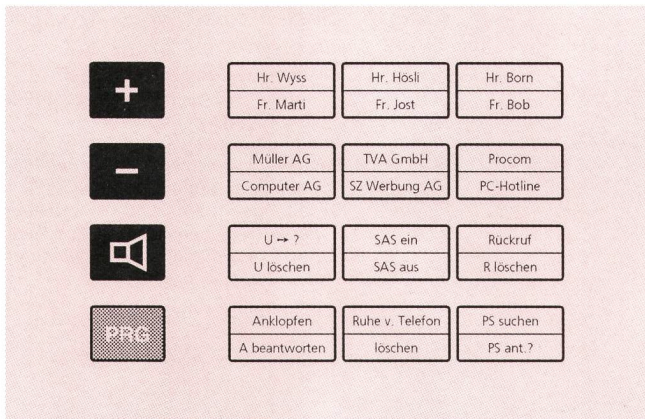 +
Hr. Wyss Hr. Hösli Hr. Born
Fr. Marti Fr. Jost Fr. Bob
–
Müller AG TVA GmbH Procom
Computer AG SZ Werbung AG PC-Hotline
U → ? SAS ein Rückruf
U löschen SAS aus R löschen
PRG
Anklopfen Ruhe v. Telefon PS suchen
A beantworten löschen PS ant.?